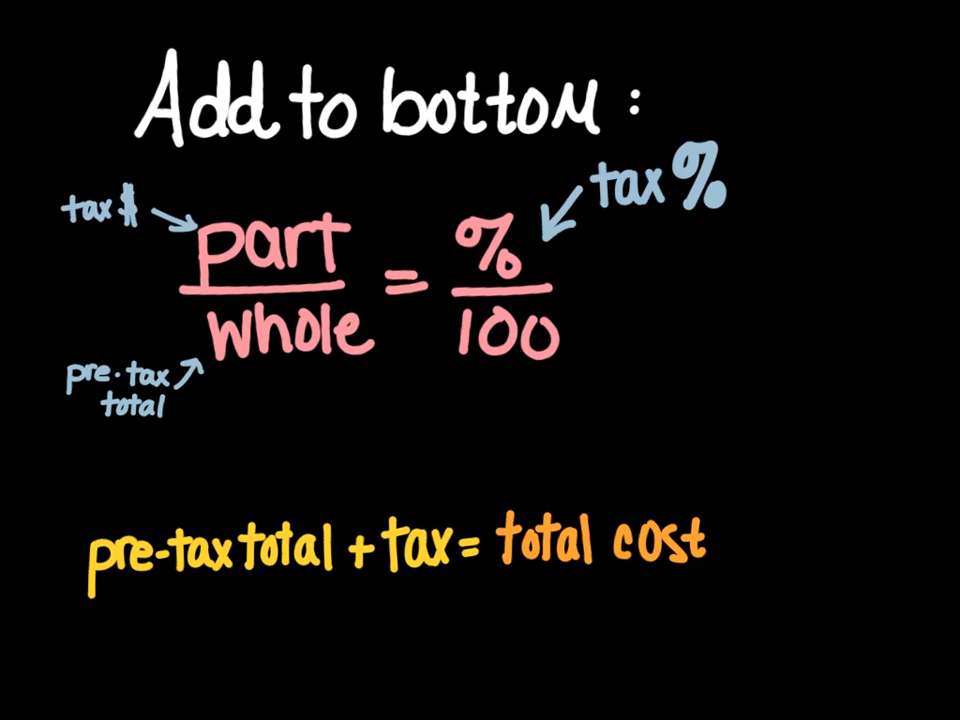 Add to bottom :
tax %
tax $
part = %
whole 100
pre-tax
total
pre-tax total + tax = total cost